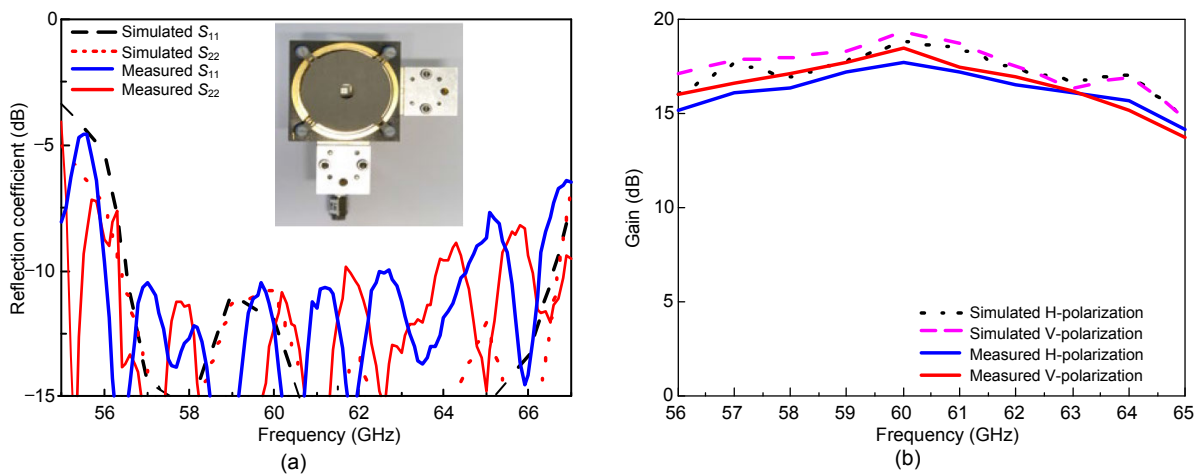 0
−5
−10
−15
Reflection coefficient (dB)
Simulated S11
Simulated S22
Measured S11
Measured S22
56 58 60 62 64 66
Frequency (GHz)
(a)
20
15
10
5
0
Gain (dB)
Simulated H-polarization
Simulated V-polarization
Measured H-polarization
Measured V-polarization
56 57 58 59 60 61 62 63 64 65
Frequency (GHz)
(b)